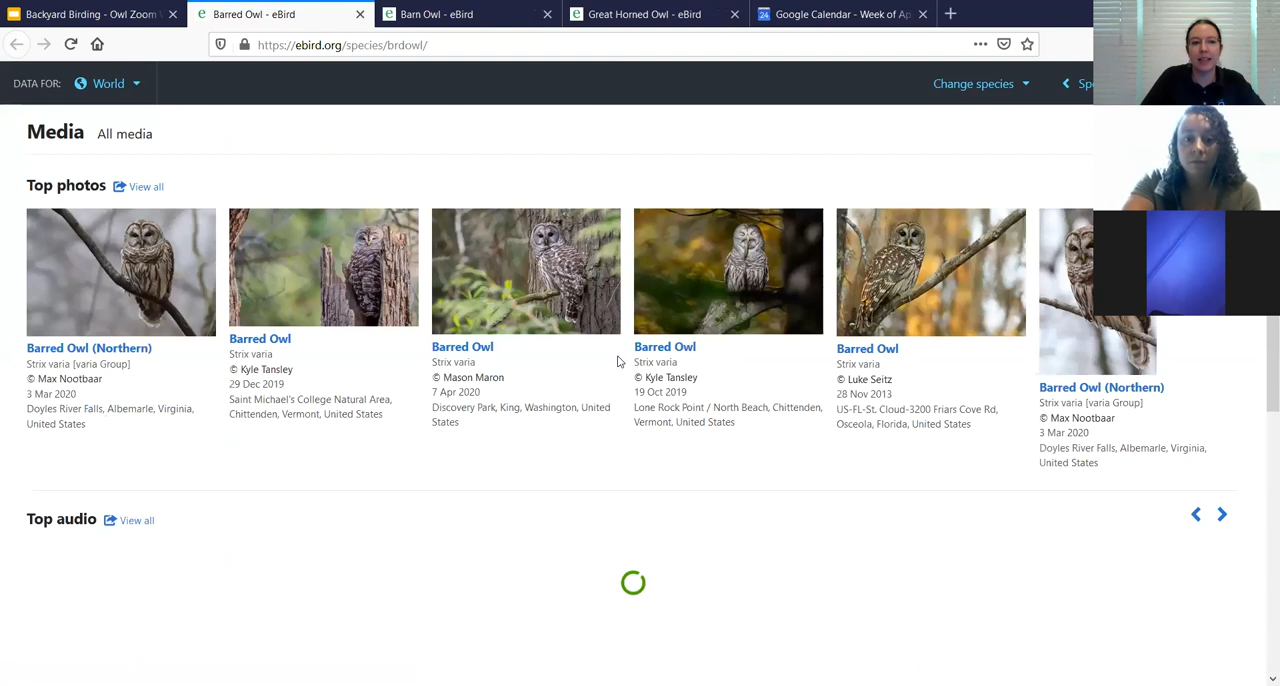 Backyard Birding - Owl Zoom
Barred Owl - eBird
Barn Owl - eBird
Great Horned Owl - eBird
24
Google Calendar - Week of Ap
https://ebird.org/species/brdowl/
DATA FOR:
World
Change species
Media
All media
Top photos
View all
Barred Owl (Northern)
Strix varia [varia Group]
© Max Nootbaar
3 Mar 2020
Doyles River Falls, Albemarle, Virginia,
United States
Barred Owl
Strix varia
© Kyle Tansley
29 Dec 2019
Saint Michael's College Natural Area,
Chittenden, Vermont, United States
Barred Owl
Strix varia
© Mason Maron
7 Apr 2020
Discovery Park, King, Washington, United
States
Barred Owl
Strix varia
© Kyle Tansley
19 Oct 2019
Lone Rock Point / North Beach, Chittenden,
Vermont, United States
Barred Owl
Strix varia
© Luke Seitz
28 Nov 2013
US-FL-St. Cloud-3200 Friars Cove Rd,
Osceola, Florida, United States
Barred Owl (Northern)
Strix varia [varia Group]
© Max Nootbaar
3 Mar 2020
Doyles River Falls, Albemarle, Virginia,
United States
Top audio
View all